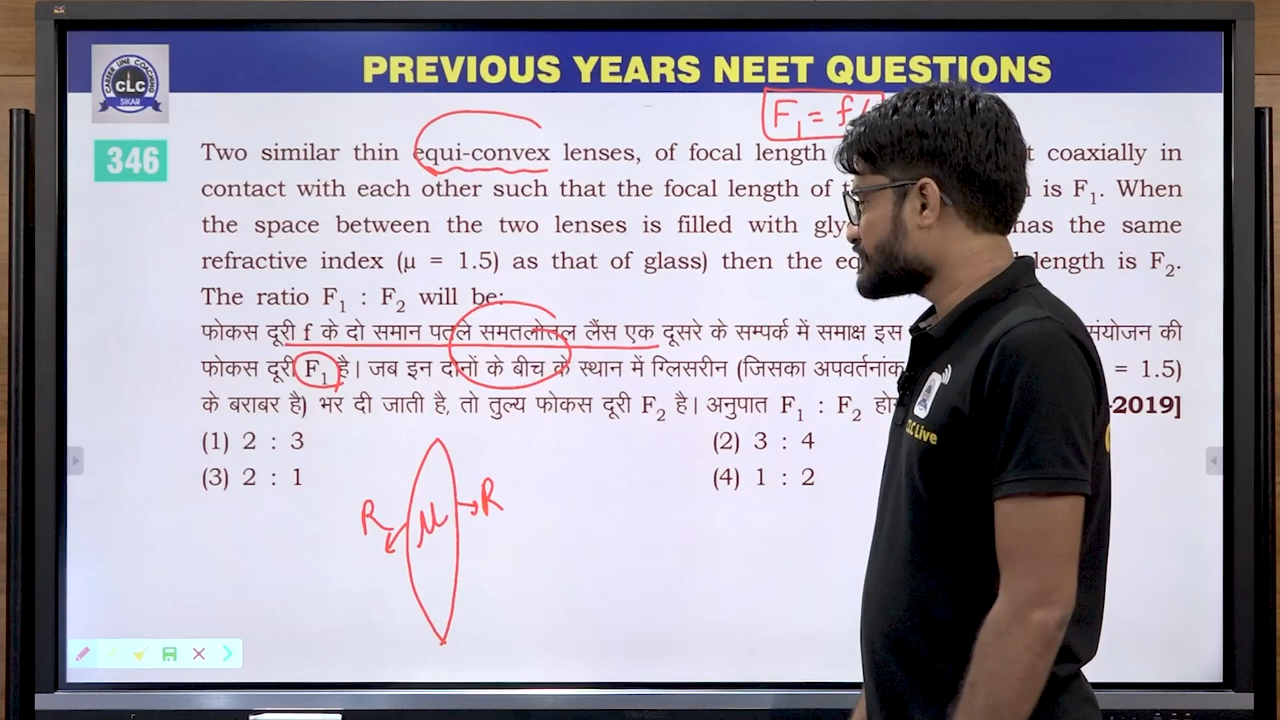 PREVIOUS YEARS NEET QUESTIONS
CLC
SIKAR
F₁ = f
346
Two similar thin equi-convex lenses, of focal length coaxially in
contact with each other such that the focal length of is F₁. When
the space between the two lenses is filled with has the same
refractive index (μ = 1.5) as that of glass) then the length is F₂.
The ratio F₁ : F₂ will be:
फोकस दूरी f के दो समान पतले समतलोत्तल लैंस एक दूसरे के सम्पर्क में समाक्ष इस संयोजन की
फोकस दूरी F₁ है। जब इन दोनों के बीच के स्थान में ग्लिसरीन (जिसका अपवर्तनांक = 1.5)
के बराबर है) भर दी जाती है, तो तुल्य फोकस दूरी F₂ है। अनुपात F₁ : F₂ -2019]
(1) 2 : 3 (2) 3 : 4
(3) 2 : 1 (4) 1 : 2
R μ R
CLC Live